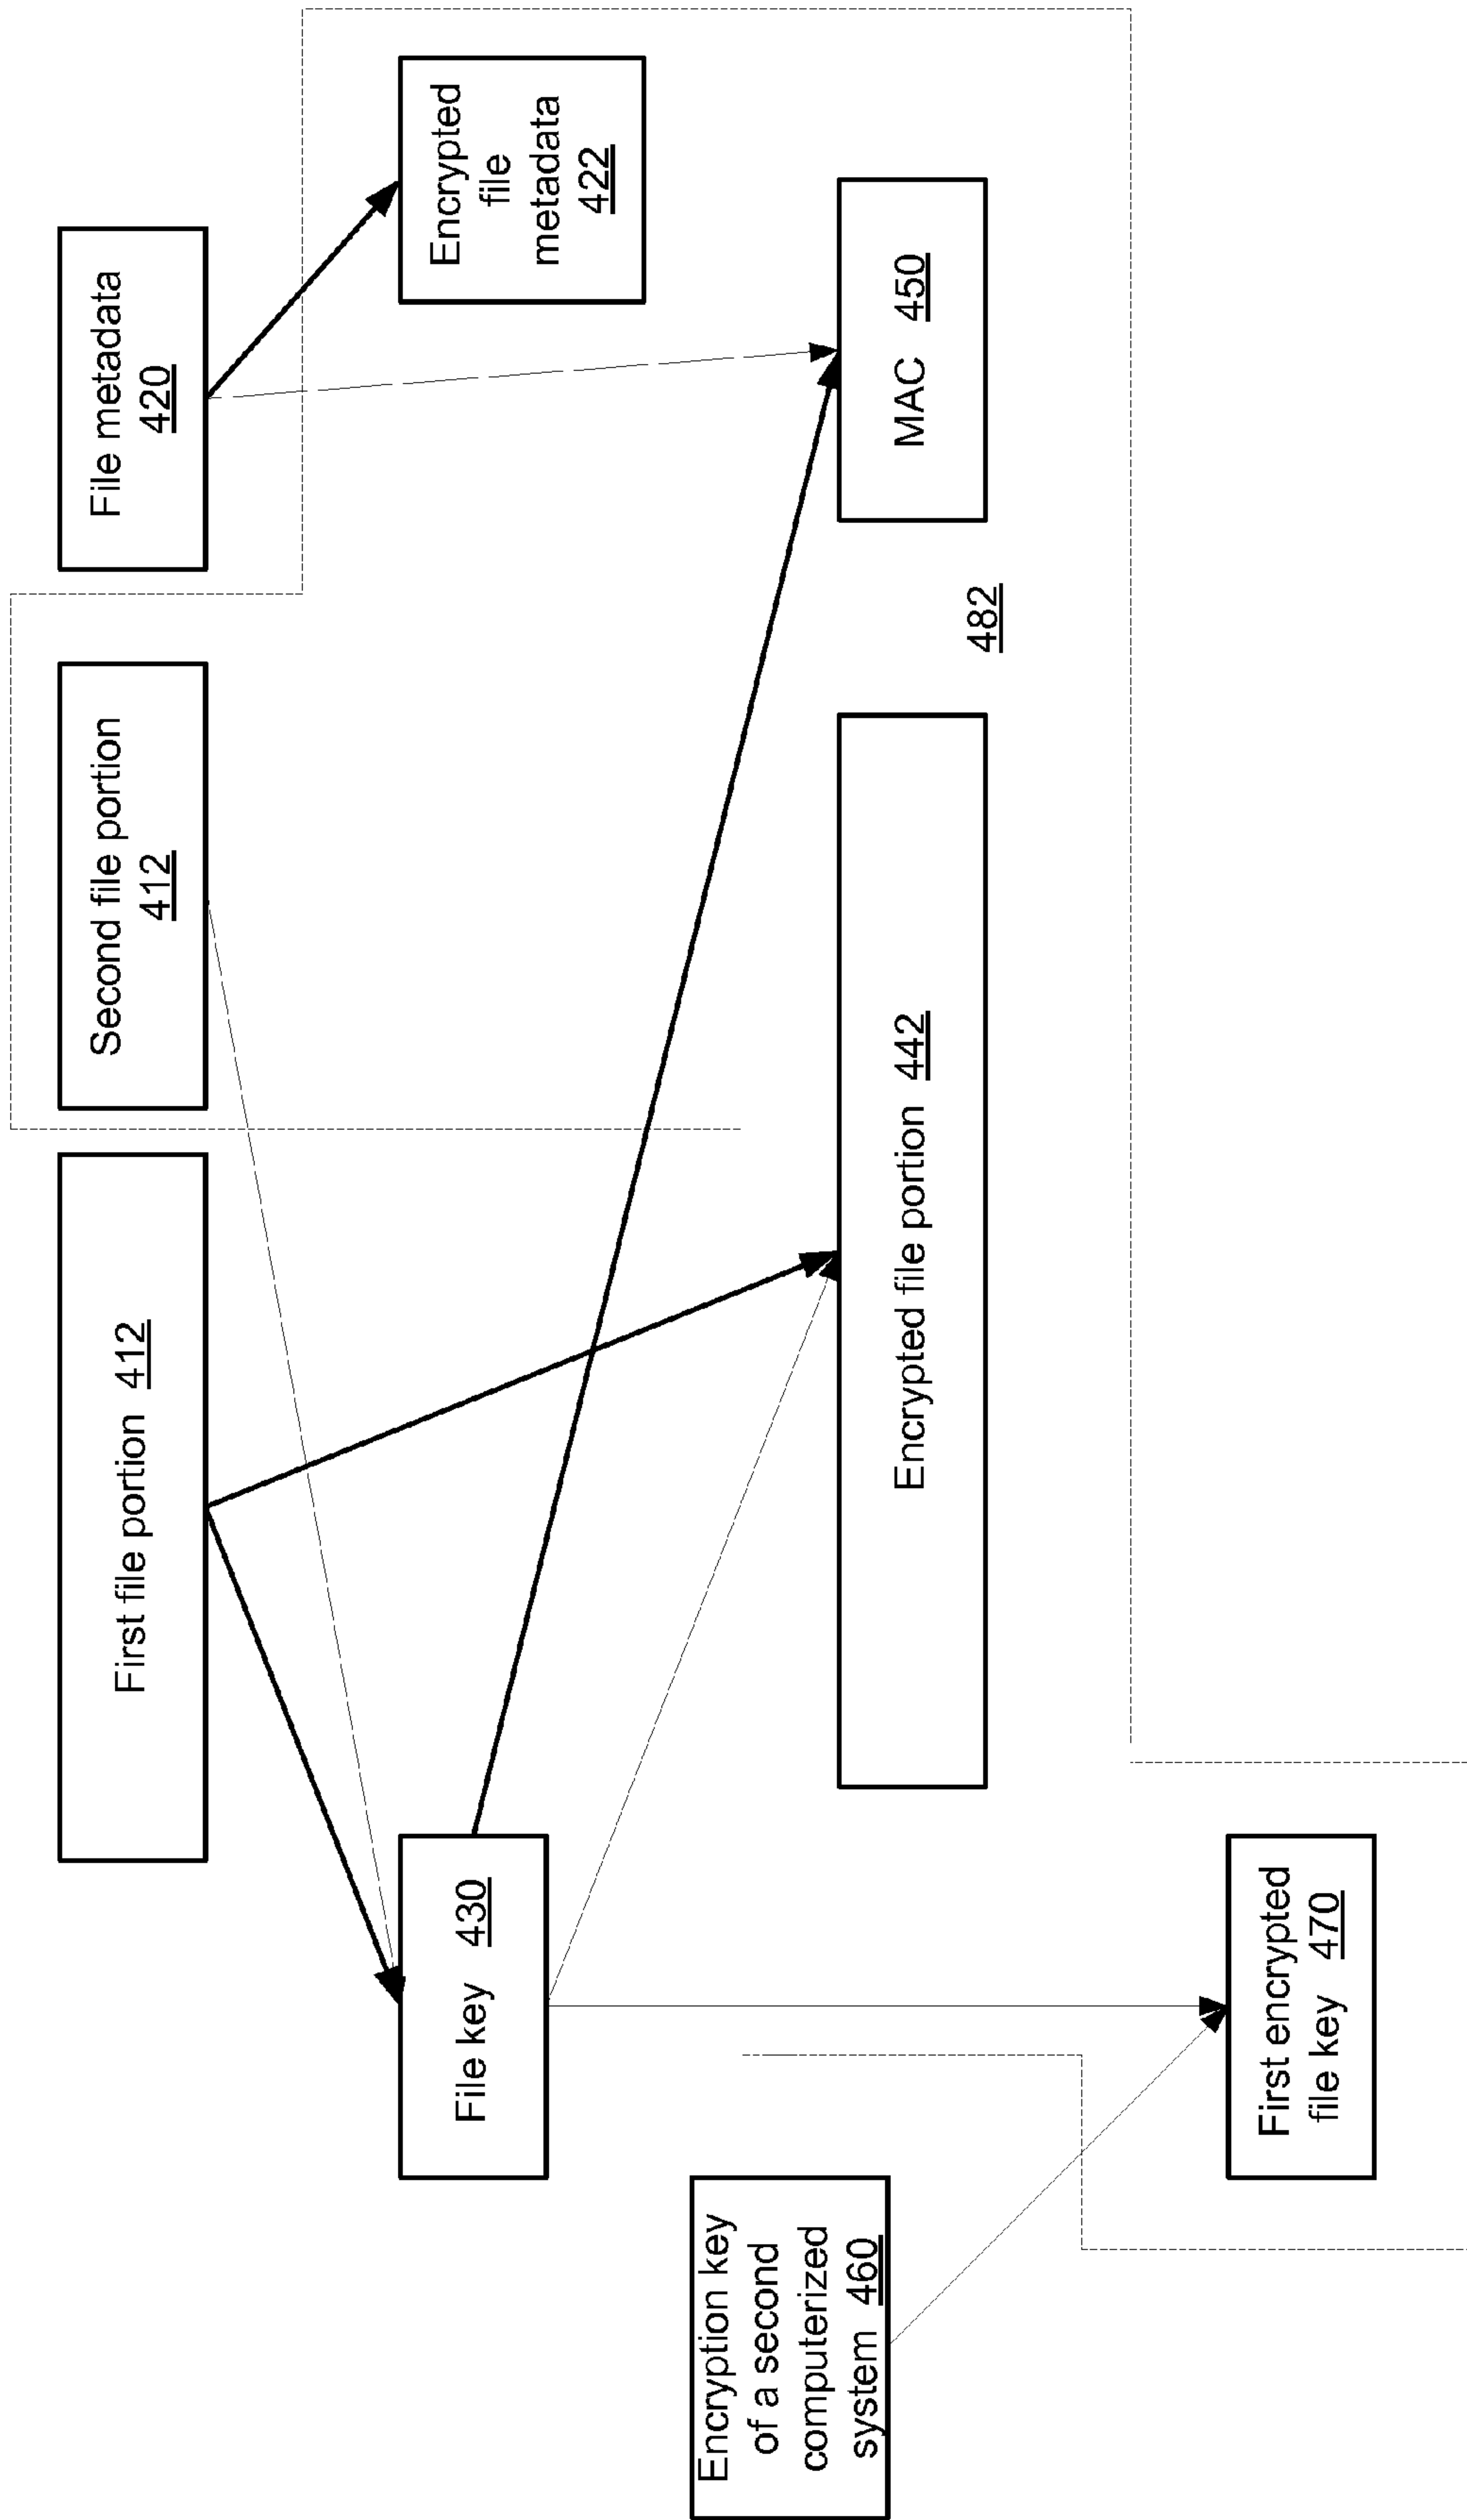 First file portion 412
Second file portion
412
File metadata
420
File key 430
Encrypted
file
metadata
422
Encryption key
of a second
computerized
system 460
Encrypted file portion 442
MAC 450
482
First encrypted
file key 470